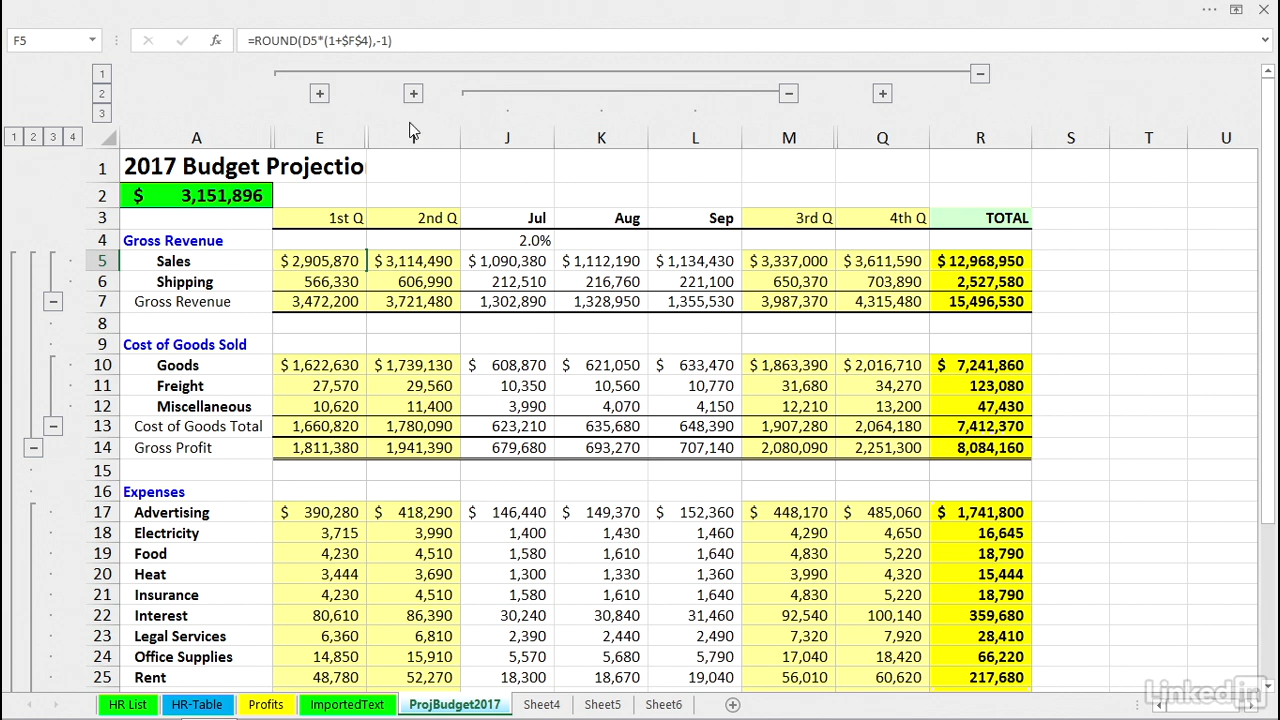 F5 fx =ROUND(D5*(1+$F$4),-1)
1
2
3
1 2 3 4
A E I J K L M Q R S T U
1 2017 Budget Projectio
2 $ 3,151,896
3 1st Q 2nd Q Jul Aug Sep 3rd Q 4th Q TOTAL
4 Gross Revenue 2.0%
5 Sales $ 2,905,870 $ 3,114,490 $ 1,090,380 $ 1,112,190 $ 1,134,430 $ 3,337,000 $ 3,611,590 $ 12,968,950
6 Shipping 566,330 606,990 212,510 216,760 221,100 650,370 703,890 2,527,580
7 Gross Revenue 3,472,200 3,721,480 1,302,890 1,328,950 1,355,530 3,987,370 4,315,480 15,496,530
8
9 Cost of Goods Sold
10 Goods $ 1,622,630 $ 1,739,130 $ 608,870 $ 621,050 $ 633,470 $ 1,863,390 $ 2,016,710 $ 7,241,860
11 Freight 27,570 29,560 10,350 10,560 10,770 31,680 34,270 123,080
12 Miscellaneous 10,620 11,400 3,990 4,070 4,150 12,210 13,200 47,430
13 Cost of Goods Total 1,660,820 1,780,090 623,210 635,680 648,390 1,907,280 2,064,180 7,412,370
14 Gross Profit 1,811,380 1,941,390 679,680 693,270 707,140 2,080,090 2,251,300 8,084,160
15
16 Expenses
17 Advertising $ 390,280 $ 418,290 $ 146,440 $ 149,370 $ 152,360 $ 448,170 $ 485,060 $ 1,741,800
18 Electricity 3,715 3,990 1,400 1,430 1,460 4,290 4,650 16,645
19 Food 4,230 4,510 1,580 1,610 1,640 4,830 5,220 18,790
20 Heat 3,444 3,690 1,300 1,330 1,360 3,990 4,320 15,444
21 Insurance 4,230 4,510 1,580 1,610 1,640 4,830 5,220 18,790
22 Interest 80,610 86,390 30,240 30,840 31,460 92,540 100,140 359,680
23 Legal Services 6,360 6,810 2,390 2,440 2,490 7,320 7,920 28,410
24 Office Supplies 14,850 15,910 5,570 5,680 5,790 17,040 18,420 66,220
25 Rent 48,780 52,270 18,300 18,670 19,040 56,010 60,620 217,680
HR List HR-Table Profits ImportedText ProjBudget2017 Sheet4 Sheet5 Sheet6
Linked in